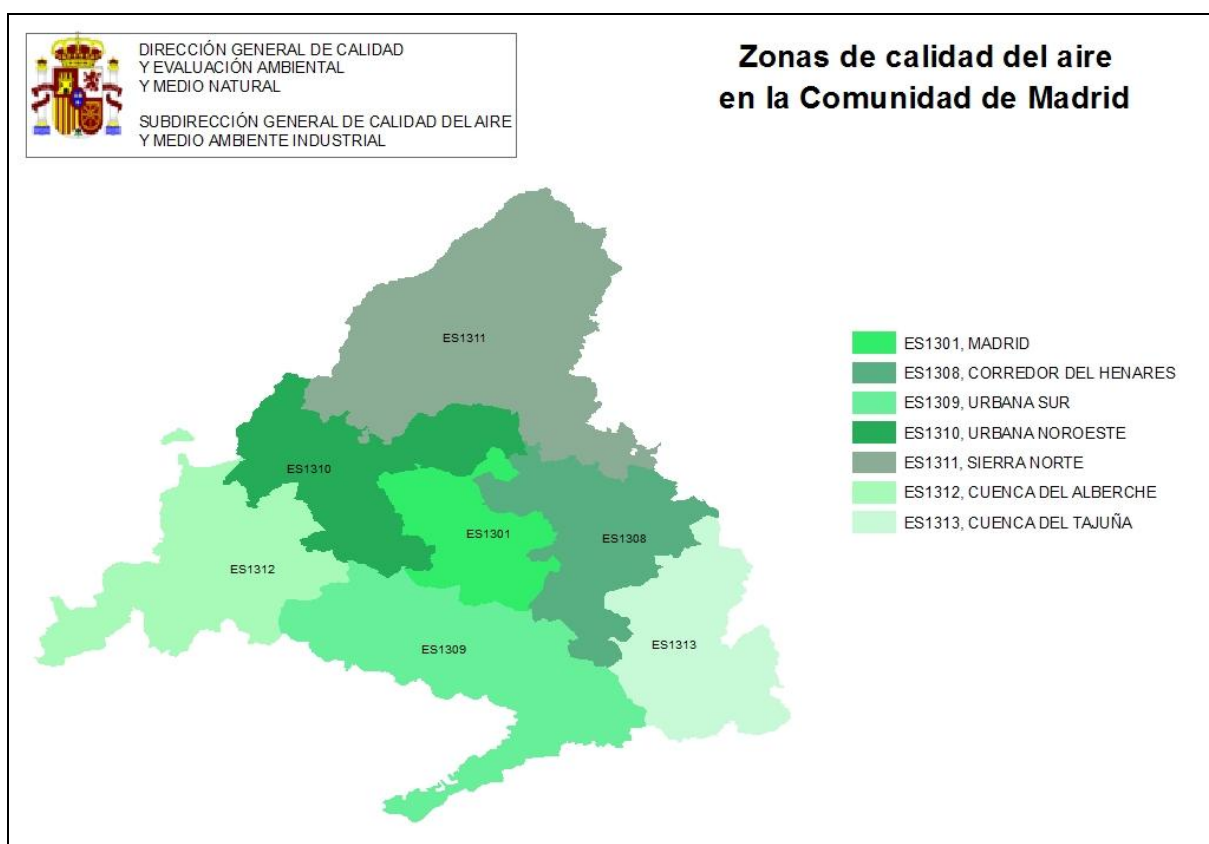 DIRECCIÓN GENERAL DE CALIDAD
Y EVALUACIÓN AMBIENTAL
Y MEDIO NATURAL
SUBDIRECCIÓN GENERAL DE CALIDAD DEL AIRE
Y MEDIO AMBIENTE INDUSTRIAL
Zonas de calidad del aire
en la Comunidad de Madrid
ES1311
ES1310
ES1301
ES1308
ES1312
ES1309
ES1313
ES1301, MADRID
ES1308, CORREDOR DEL HENARES
ES1309, URBANA SUR
ES1310, URBANA NOROESTE
ES1311, SIERRA NORTE
ES1312, CUENCA DEL ALBERCHE
ES1313, CUENCA DEL TAJUÑA